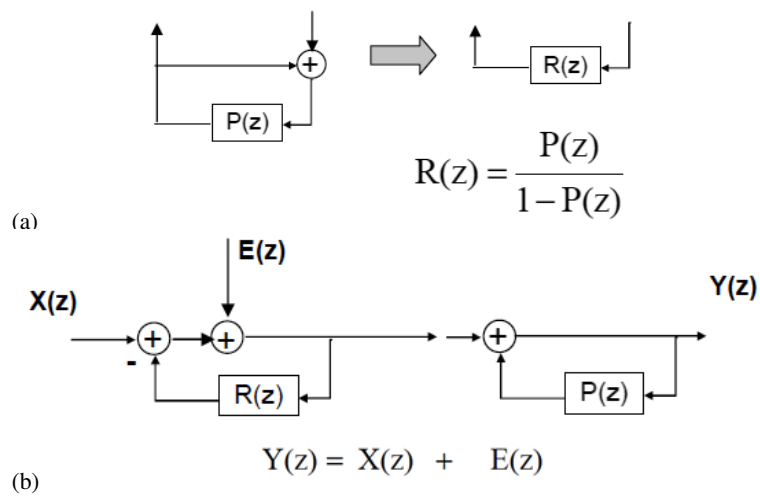 +
R(z)
P(z)
R(z) = P(z) / 1 − P(z)
(a)
E(z)
X(z)
Y(z)
+
+
+
-
R(z)
P(z)
Y(z) = X(z) + E(z)
(b)